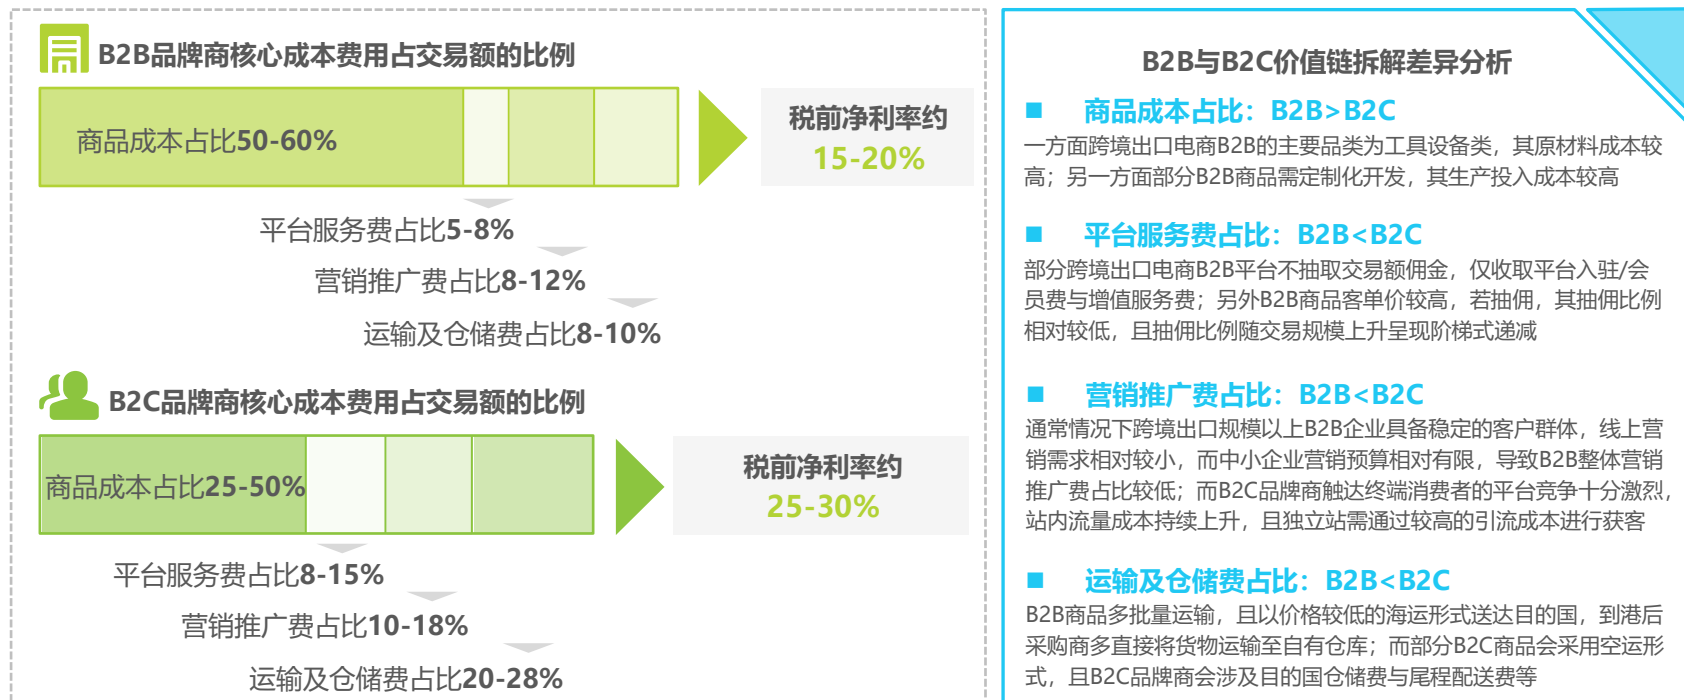 B2B品牌商核心成本费用占交易额的比例
商品成本占比50-60%
税前净利率约
15-20%
平台服务费占比5-8%
营销推广费占比8-12%
运输及仓储费占比8-10%
B2C品牌商核心成本费用占交易额的比例
商品成本占比25-50%
税前净利率约
25-30%
平台服务费占比8-15%
营销推广费占比10-18%
运输及仓储费占比20-28%
B2B与B2C价值链拆解差异分析
■ 商品成本占比：B2B>B2C
一方面跨境出口电商B2B的主要品类为工具设备类，其原材料成本较
高；另一方面部分B2B商品需定制化开发，其生产投入成本较高
■ 平台服务费占比：B2B<B2C
部分跨境出口电商B2B平台不抽取交易额佣金，仅收取平台入驻/会
员费与增值服务费；另外B2B商品客单价较高，若抽佣，其抽佣比例
相对较低，且抽佣比例随交易规模上升呈现阶梯式递减
■ 营销推广费占比：B2B<B2C
通常情况下跨境出口规模以上B2B企业具备稳定的客户群体，线上营
销需求相对较小，而中小企业营销预算相对有限，导致B2B整体营销
推广费占比较低；而B2C品牌商触达终端消费者的平台竞争十分激烈，
站内流量成本持续上升，且独立站需通过较高的引流成本进行获客
■ 运输及仓储费占比：B2B<B2C
B2B商品多批量运输，且以价格较低的海运形式送达目的国，到港后
采购商多直接将货物运输至自有仓库；而部分B2C商品会采用空运形
式，且B2C品牌商会涉及目的国仓储费与尾程配送费等